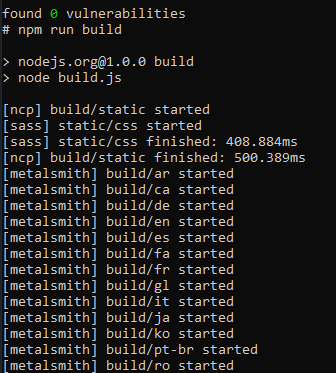 found 0 vulnerabilities
# npm run build
> nodejs.org@1.0.0 build
> node build.js
[ncp] build/static started
[sass] static/css started
[sass] static/css finished: 408.884ms
[ncp] build/static finished: 500.389ms
[metalsmith] build/ar started
[metalsmith] build/ca started
[metalsmith] build/de started
[metalsmith] build/en started
[metalsmith] build/es started
[metalsmith] build/fa started
[metalsmith] build/fr started
[metalsmith] build/gl started
[metalsmith] build/it started
[metalsmith] build/ja started
[metalsmith] build/ko started
[metalsmith] build/pt-br started
[metalsmith] build/ro started